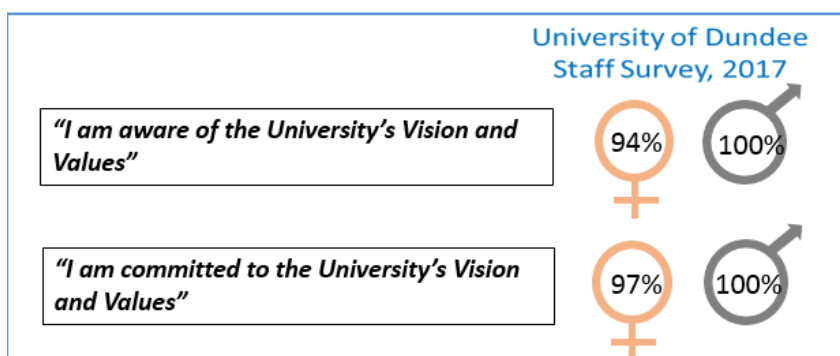 University of Dundee
Staff Survey, 2017
“I am aware of the University’s Vision and
Values”
94%
100%
“I am committed to the University’s Vision
and Values”
97%
100%